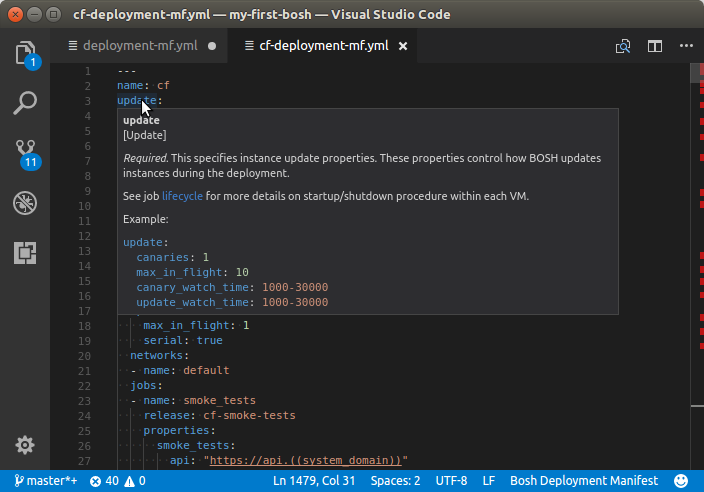 cf-deployment-mf.yml — my-first-bosh — Visual Studio Code
deployment-mf.yml
cf-deployment-mf.yml
1
11
1 ---
2 name: cf
3 update:
4
5
6
7
8
9
10
11
12
13
14
15
16
17
update
[Update]
Required. This specifies instance update properties. These properties control how BOSH updates
instances during the deployment.
See job lifecycle for more details on startup/shutdown procedure within each VM.
Example:
update:
canaries: 1
max_in_flight: 10
canary_watch_time: 1000-30000
update_watch_time: 1000-30000
18 max_in_flight: 1
19 serial: true
20 networks:
21 - name: default
22 jobs:
23 - name: smoke_tests
24 release: cf-smoke-tests
25 properties:
26 smoke_tests:
27 api: "https://api.((system_domain))"
master*+ 40 0 Ln 1479, Col 31 Spaces: 2 UTF-8 LF Bosh Deployment Manifest